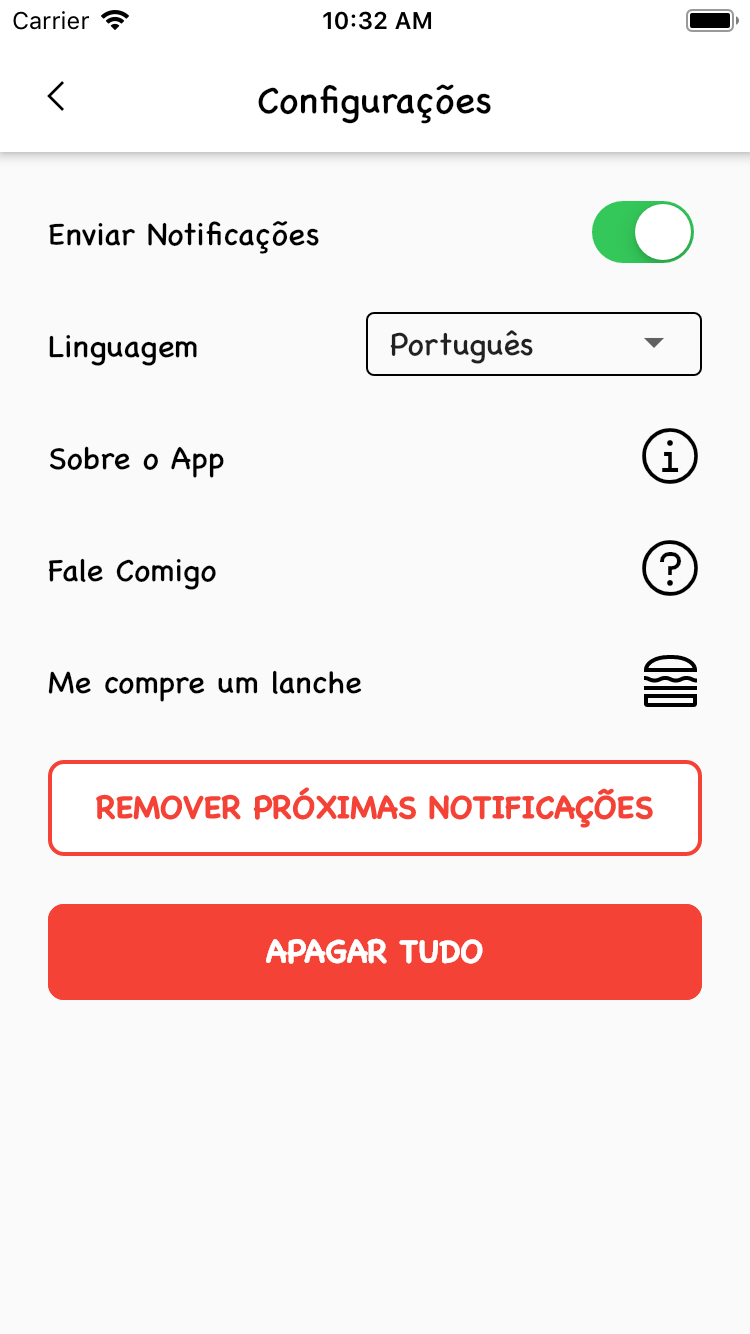 Carrier 10:32 AM
Configurações
Enviar Notificações
Linguagem Português
Sobre o App
Fale Comigo
Me compre um lanche
REMOVER PRÓXIMAS NOTIFICAÇÕES
APAGAR TUDO